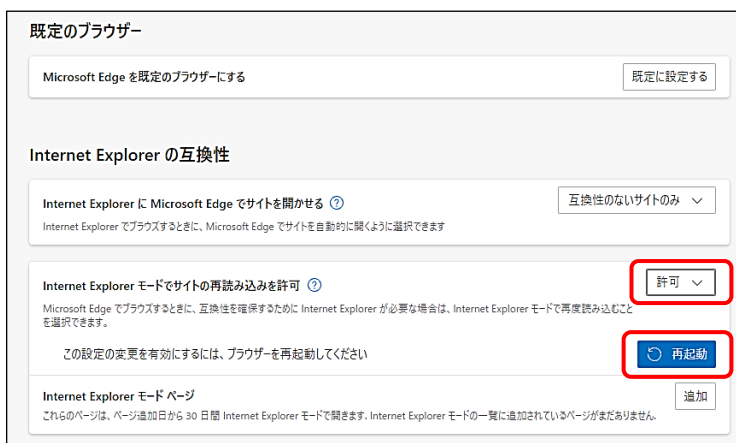 既定のブラウザー
Microsoft Edge を既定のブラウザーにする
既定に設定する
Internet Explorer の互換性
Internet Explorer に Microsoft Edge でサイトを開かせる
互換性のないサイトのみ
Internet Explorer でブラウズするときに、Microsoft Edge でサイトを自動的に開くように選択できます
Internet Explorer モードでサイトの再読み込みを許可
許可
Microsoft Edge でブラウズするときに、互換性を確保するために Internet Explorer が必要な場合は、Internet Explorer モードで再度読み込むこと
を選択できます。
この設定の変更を有効にするには、ブラウザーを再起動してください
再起動
Internet Explorer モード ページ
追加
これらのページは、ページ追加日から 30 日間 Internet Explorer モードで開きます. Internet Explorer モードの一覧に追加されているページがまだありません.